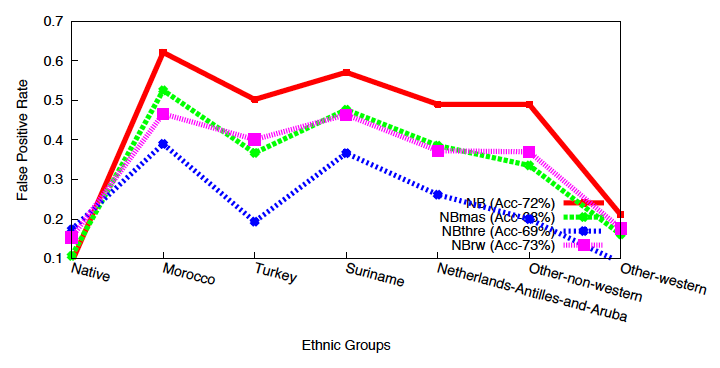 0.7
0.6
0.5
0.4
0.3
0.2
0.1
False Positive Rate
NB (Acc-72%)
NBthre (Acc-69%)
NBrw (Acc-73%)
Native
Morocco
Turkey
Suriname
Netherlands-Antilles-and-Aruba
Other-non-western
Other-western
Ethnic Groups